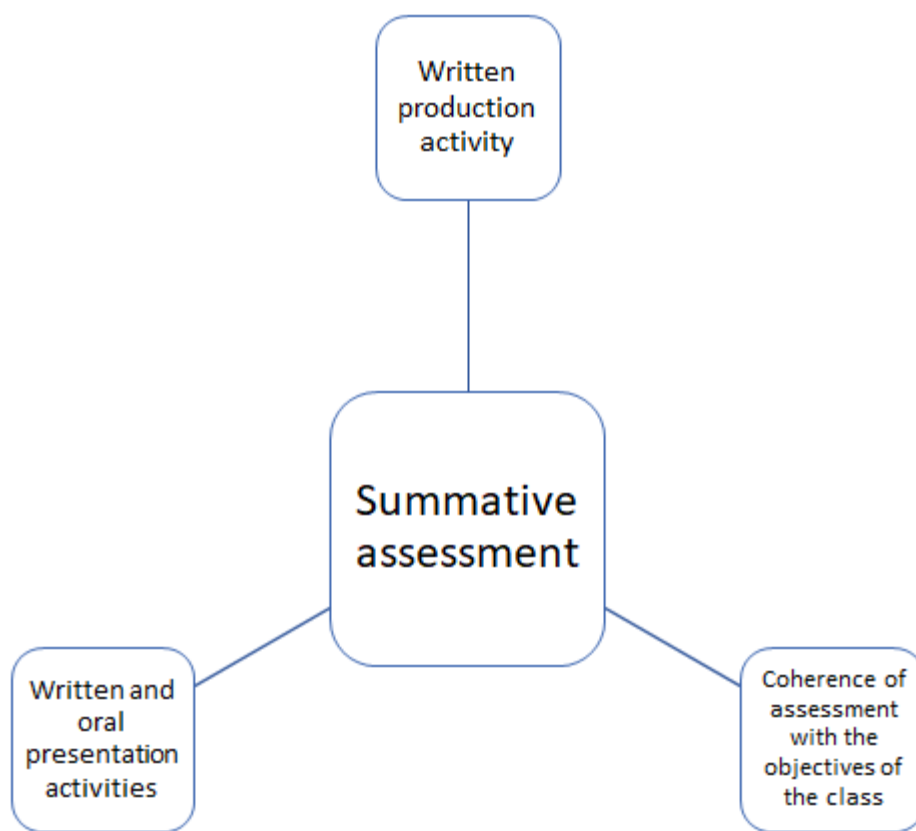 Written
production
activity
Summative
assessment
Written and
oral
presentation
activities
Coherence of
assessment
with the
objectives of
the class